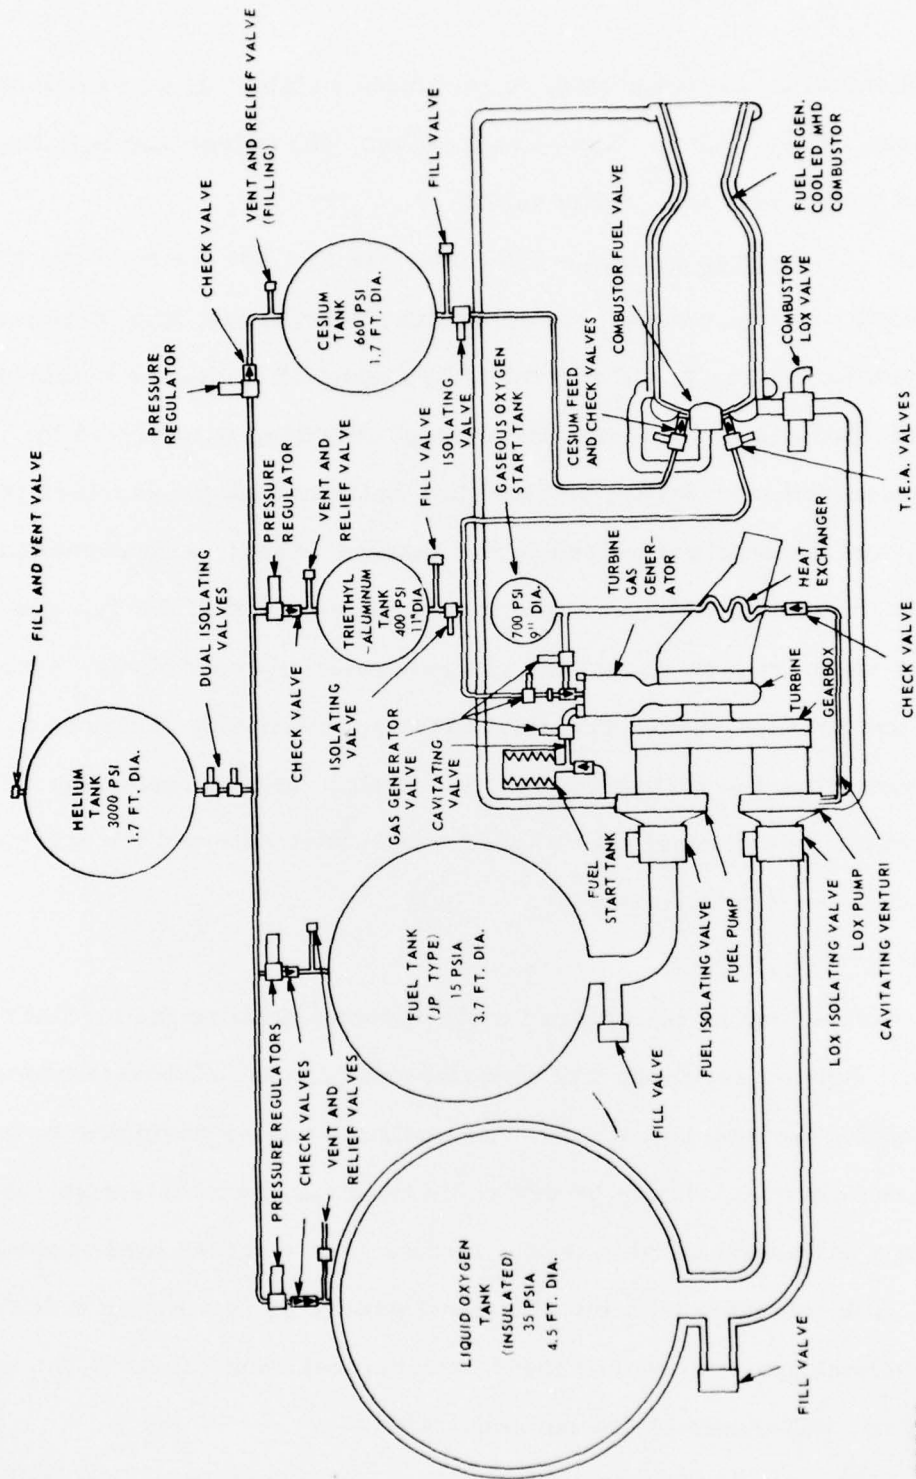 FILL AND VENT VALVE
HELIUM
TANK
3000 PSI
1.7 FT. DIA.
DUAL ISOLATING
VALVES
PRESSURE
REGULATOR
CHECK VALVE
VENT AND RELIEF VALVE
(FILLING)
PRESSURE REGULATORS
CHECK VALVES
VENT AND
RELIEF VALVES
CHECK VALVE
PRESSURE
REGULATOR
VENT AND
RELIEF VALVE
CESIUM
TANK
660 PSI
1.7 FT. DIA.
FILL VALVE
ISOLATING
VALVE
TRIETHYL
-ALUMINUM
TANK
400 PSI
11"DIA
FILL VALVE
ISOLATING
VALVE
LIQUID OXYGEN
TANK
(INSULATED)
35 PSIA
4.5 FT. DIA.
FUEL TANK
(JP TYPE)
15 PSIA
3.7 FT. DIA.
GAS GENERATOR
VALVE
CAVITATING
VALVE
FUEL
START TANK
GASEOUS OXYGEN
START TANK
700 PSI
9" DIA.
TURBINE
GAS
GENER-
ATOR
CESIUM FEED
AND CHECK VALVES
COMBUSTOR FUEL VALVE
FUEL REGEN.
COOLED MHD
COMBUSTOR
COMBUSTOR
LOX VALVE
HEAT
EXCHANGER
TURBINE
GEARBOX
FILL VALVE
FILL VALVE
FUEL ISOLATING VALVE
FUEL PUMP
LOX ISOLATING VALVE
LOX PUMP
CAVITATING VENTURI
CHECK VALVE
T.E.A. VALVES